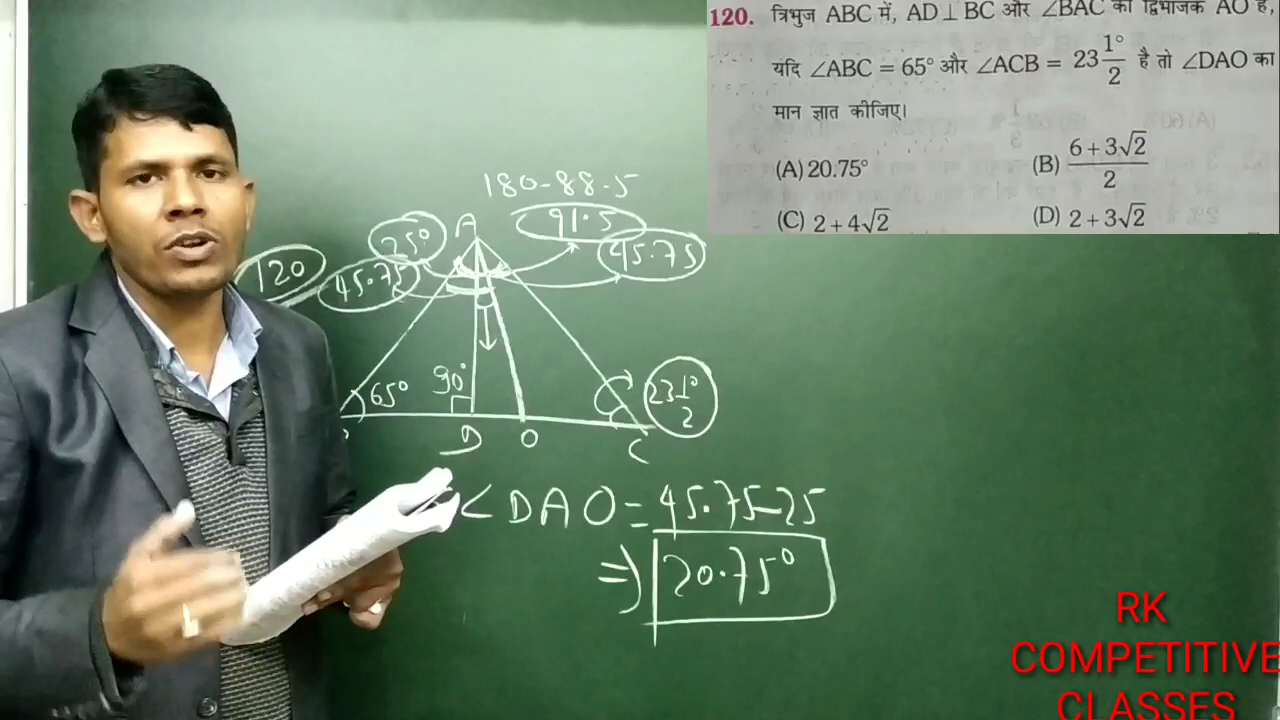 120. त्रिभुज ABC में, AD ⊥ BC और ∠BAC का द्विभाजक AO है,
यदि ∠ABC = 65° और ∠ACB = 23 1°/2 है तो ∠DAO का
मान ज्ञात कीजिए।
(A) 20.75° (B) (6 + 3√2)/2
(C) 2 + 4√2 (D) 2 + 3√2
180-88.5
A 91.5
25° 45.75
120 45.75
65° 90° 23 1°/2
D O C
∠DAO = 45.75-25
⇒ 20.75°
RK
COMPETITIVE
CLASSES